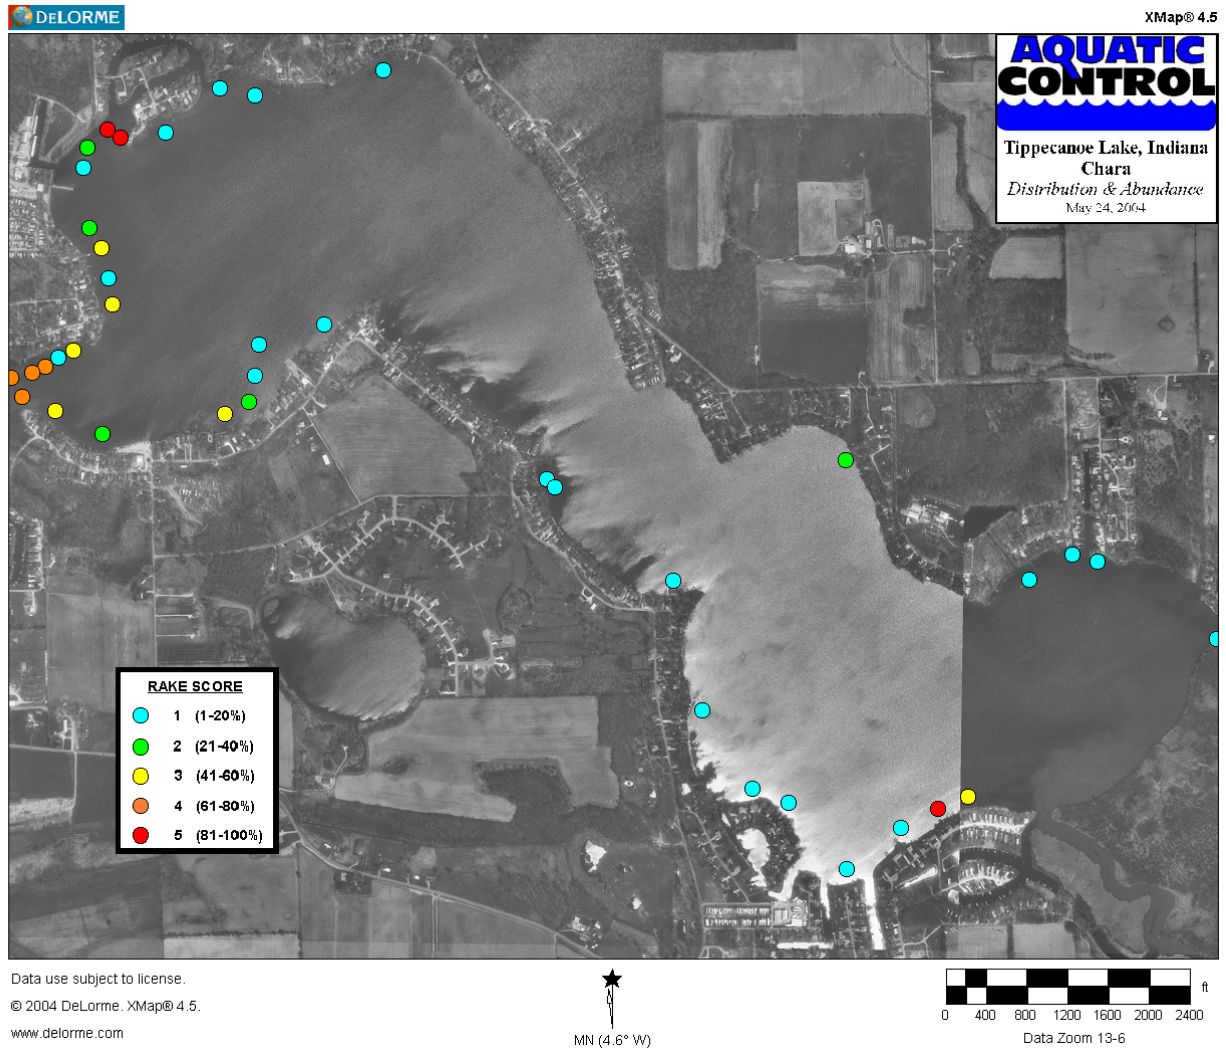 DELORME
XMap® 4.5
AQUATIC
CONTROL
Tippecanoe Lake, Indiana
Chara
Distribution & Abundance
May 24, 2004
RAKE SCORE
1 (1-20%)
2 (21-40%)
3 (41-60%)
4 (61-80%)
5 (81-100%)
Data use subject to license.
© 2004 DeLorme. XMap® 4.5.
www.delorme.com
MN (4.6° W)
ft
0 400 800 1200 1600 2000 2400
Data Zoom 13-6